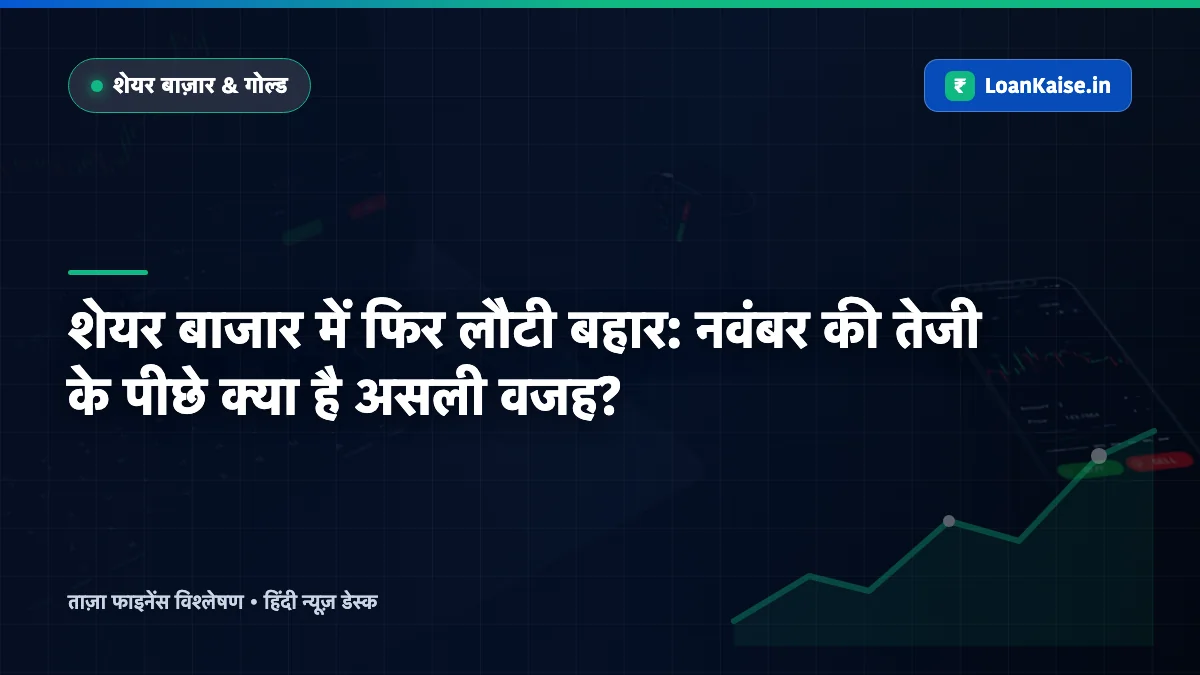 शेयर बाज़ार & गोल्ड
₹ LoanKaise.in
शेयर बाजार में फिर लौटी बहार: नवंबर की तेजी
के पीछे क्या है असली वजह?
ताज़ा फाइनेंस विश्लेषण • हिंदी न्यूज़ डेस्क